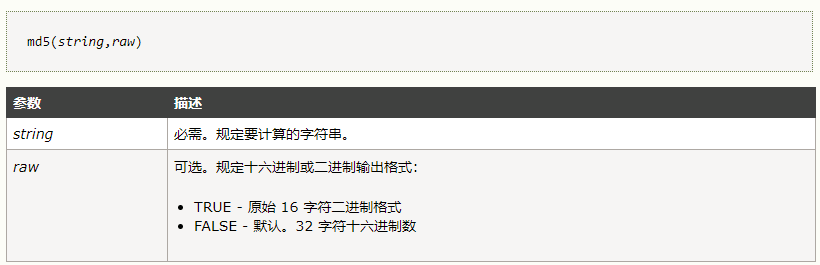 md5(string,raw)
参数 描述
string 必需。规定要计算的字符串。
raw 可选。规定十六进制或二进制输出格式：
• TRUE - 原始 16 字符二进制格式
• FALSE - 默认。32 字符十六进制数